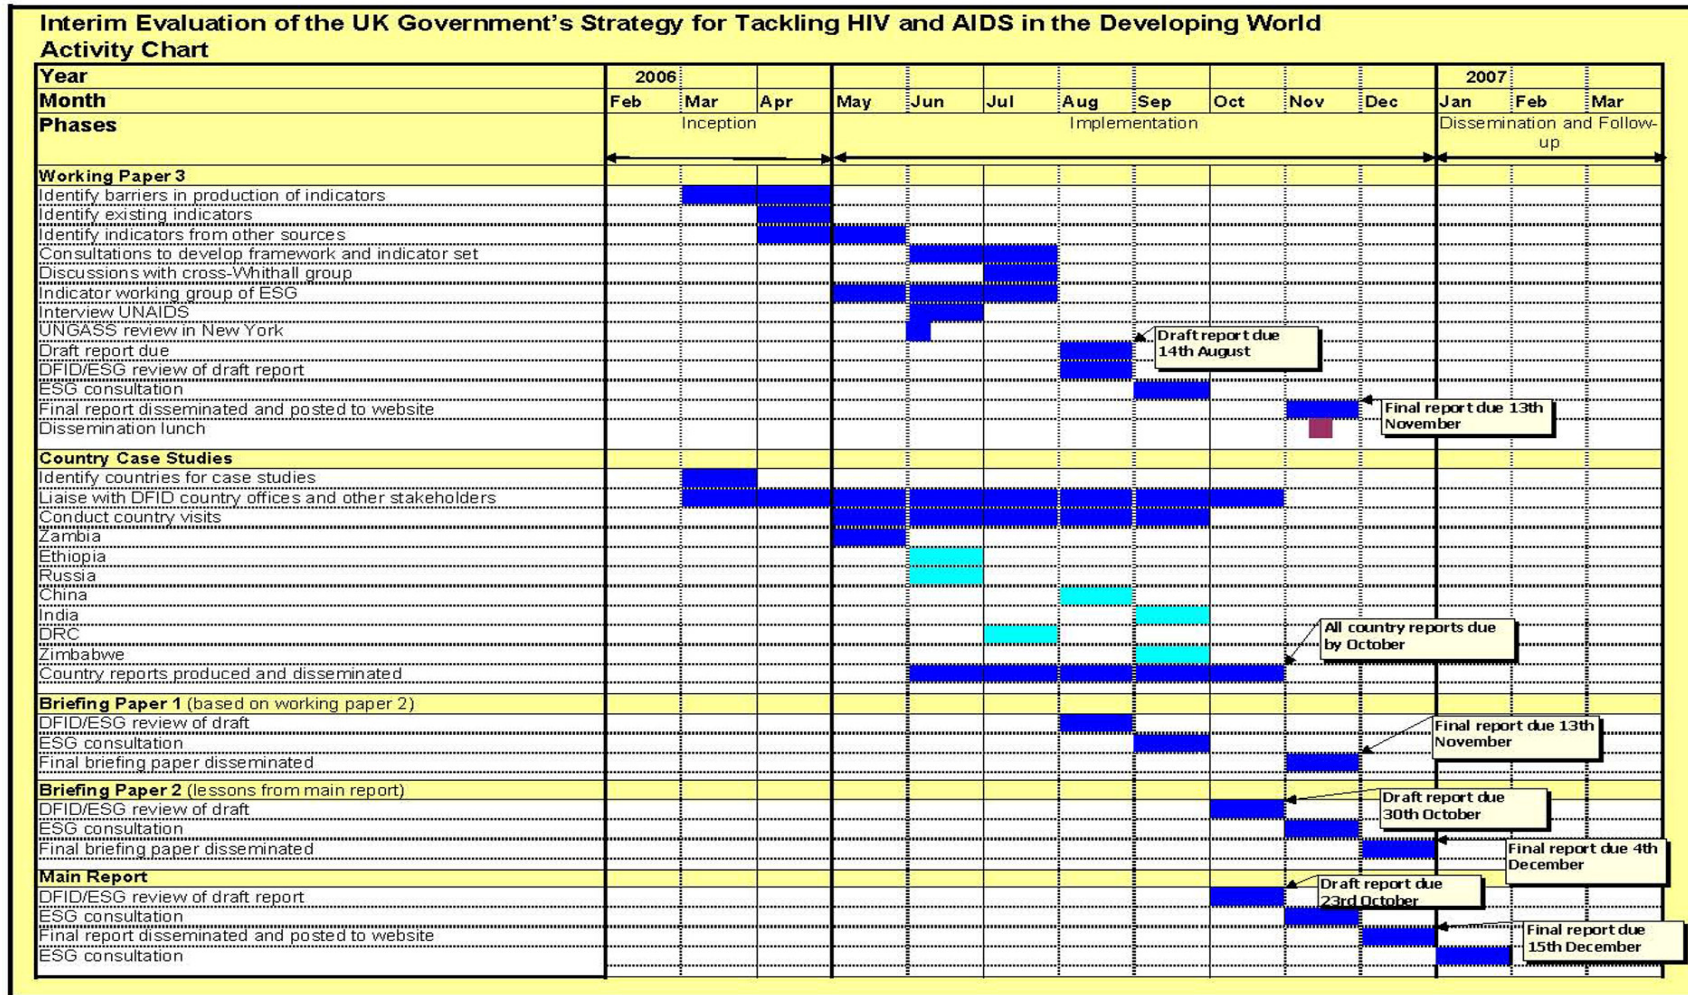 Interim Evaluation of the UK Government's Strategy for Tackling HIV and AIDS in the Developing World
Activity Chart
Year 2006 2007
Month Feb Mar Apr May Jun Jul Aug Sep Oct Nov Dec Jan Feb Mar
Phases Inception Implementation Dissemination and Follow-
up
Working Paper 3
Identify barriers in production of indicators
Identify existing indicators
Identify indicators from other sources
Consultations to develop framework and indicator set
Discussions with cross-Whithall group
Indicator working group of ESG
Interview UNAIDS
UNGASS review in New York
Draft report due
14th August
Draft report due
DFID/ESG review of draft report
ESG consultation
Final report disseminated and posted to website
Final report due 13th
November
Dissemination lunch
Country Case Studies
Identify countries for case studies
Liaise with DFID country offices and other stakeholders
Conduct country visits
Zambia
Ethiopia
Russia
China
India
DRC
All country reports due
by October
Zimbabwe
Country reports produced and disseminated
Briefing Paper 1 (based on working paper 2)
DFID/ESG review of draft
Final report due 13th
November
ESG consultation
Final briefing paper disseminated
Briefing Paper 2 (lessons from main report)
Draft report due
30th October
DFID/ESG review of draft
ESG consultation
Final briefing paper disseminated
Final report due 4th
December
Main Report
Draft report due
23rd October
DFID/ESG review of draft report
ESG consultation
Final report disseminated and posted to website
Final report due
15th December
ESG consultation